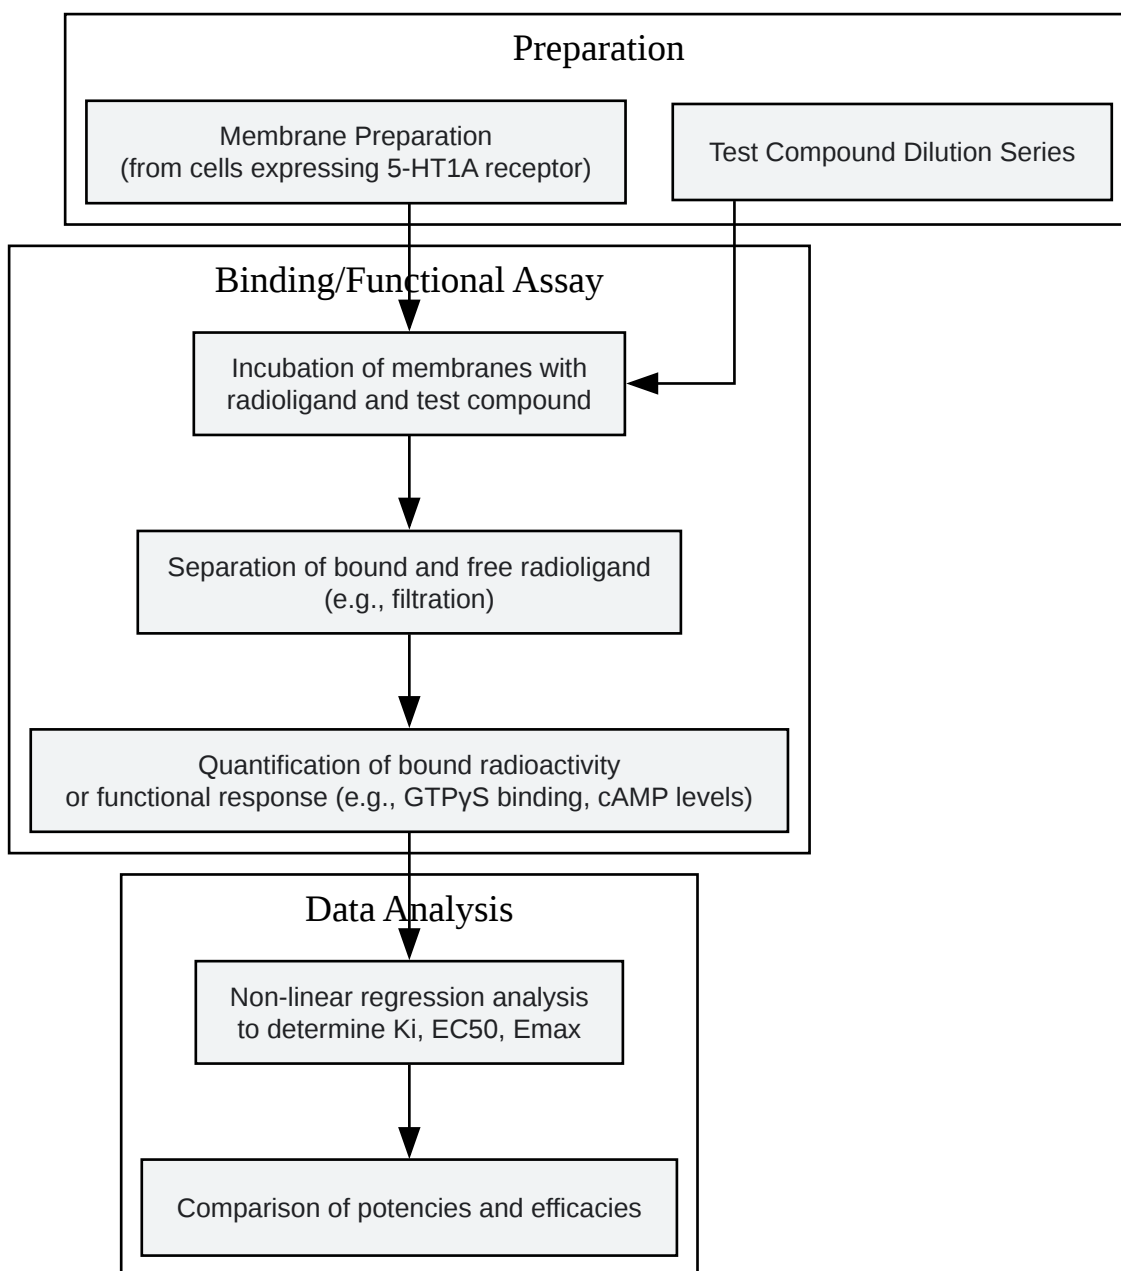 Preparation
Membrane Preparation
(from cells expressing 5-HT1A receptor)
Test Compound Dilution Series
Binding/Functional Assay
Incubation of membranes with
radioligand and test compound
Separation of bound and free radioligand
(e.g., filtration)
Quantification of bound radioactivity
or functional response (e.g., GTPγS binding, cAMP levels)
Data Analysis
Non-linear regression analysis
to determine Ki, EC50, Emax
Comparison of potencies and efficacies